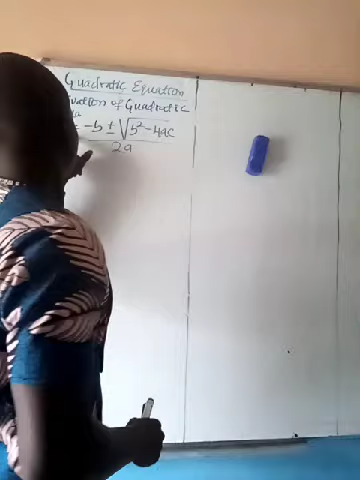 Quadratic Equation
of Quadratic
= -b ± √b² - 4ac
2a